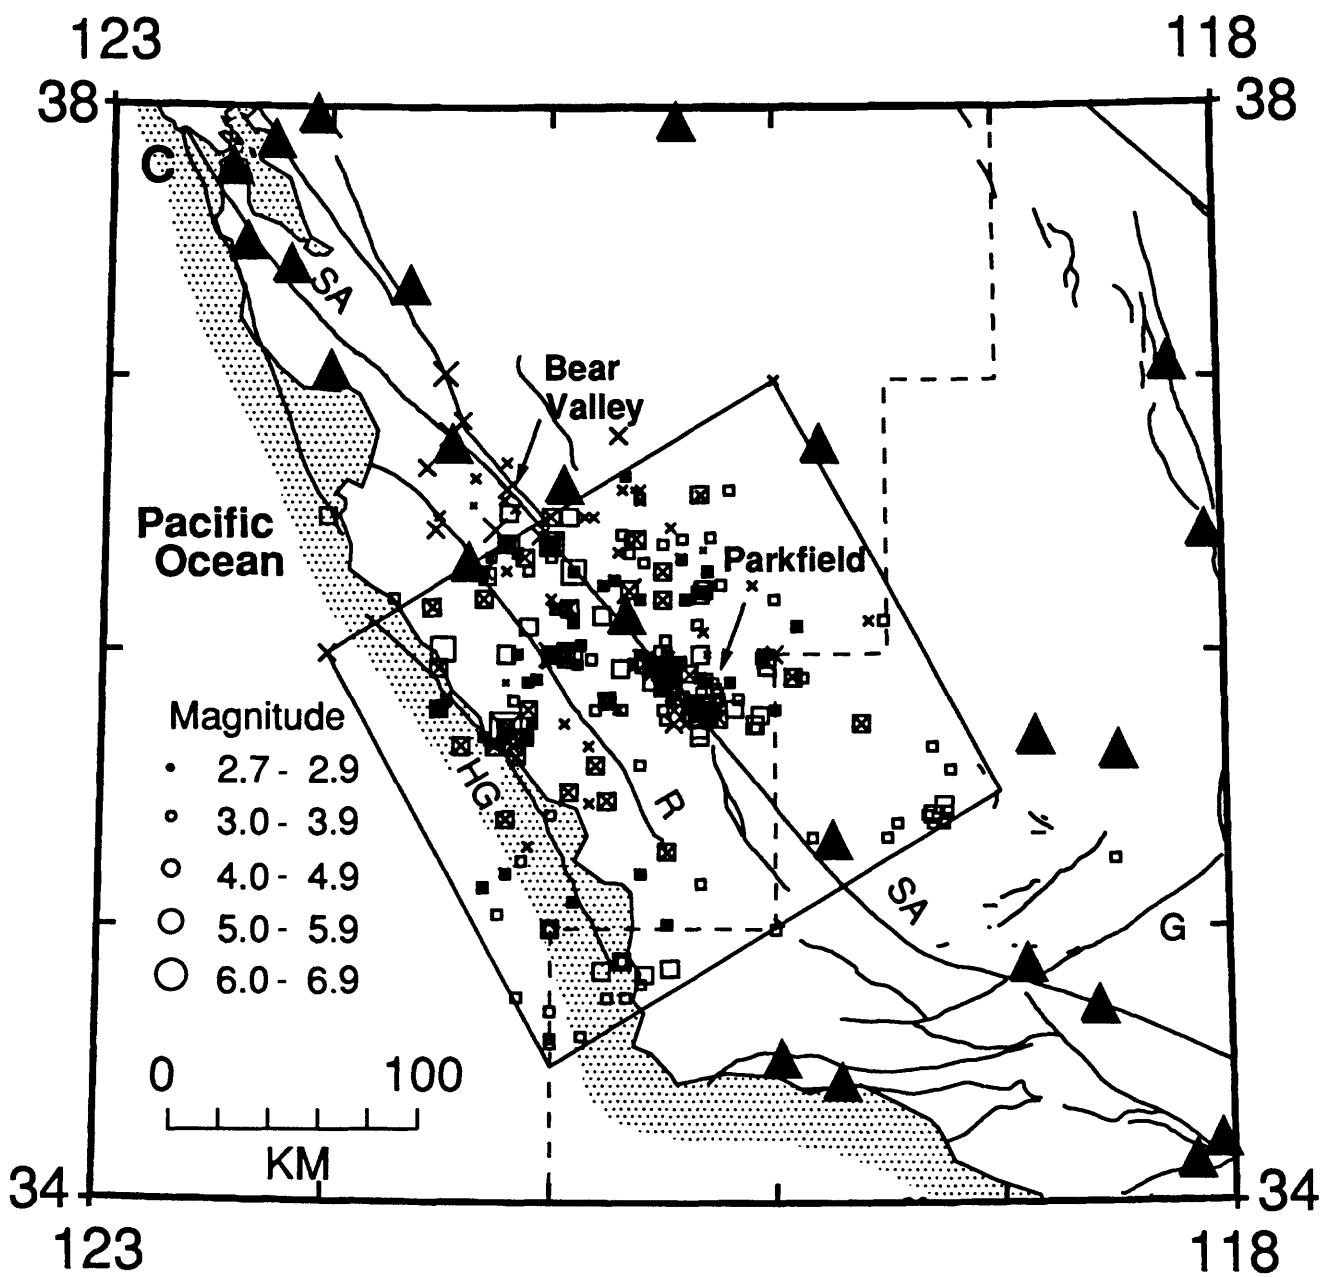 123 118
38 38
C
SA
Bear
Valley
Pacific
Ocean
Parkfield
Magnitude
2.7 - 2.9
3.0 - 3.9
4.0 - 4.9
5.0 - 5.9
6.0 - 6.9
HG
R
SA
G
0 100
KM
34 34
123 118